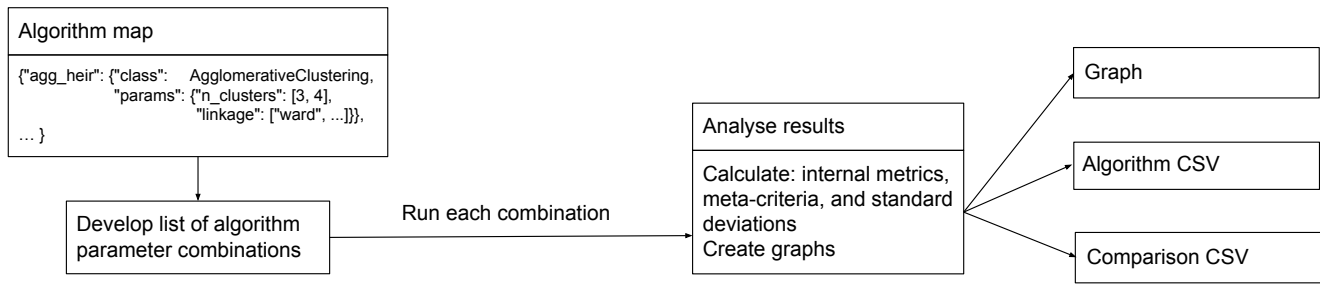 Algorithm map
{"agg_heir": {"class": AgglomerativeClustering,
"params": {"n_clusters": [3, 4],
"linkage": ["ward", ...]}},
... }
Develop list of algorithm
parameter combinations
Run each combination
Analyse results
Calculate: internal metrics,
meta-criteria, and standard
deviations
Create graphs
Graph
Algorithm CSV
Comparison CSV